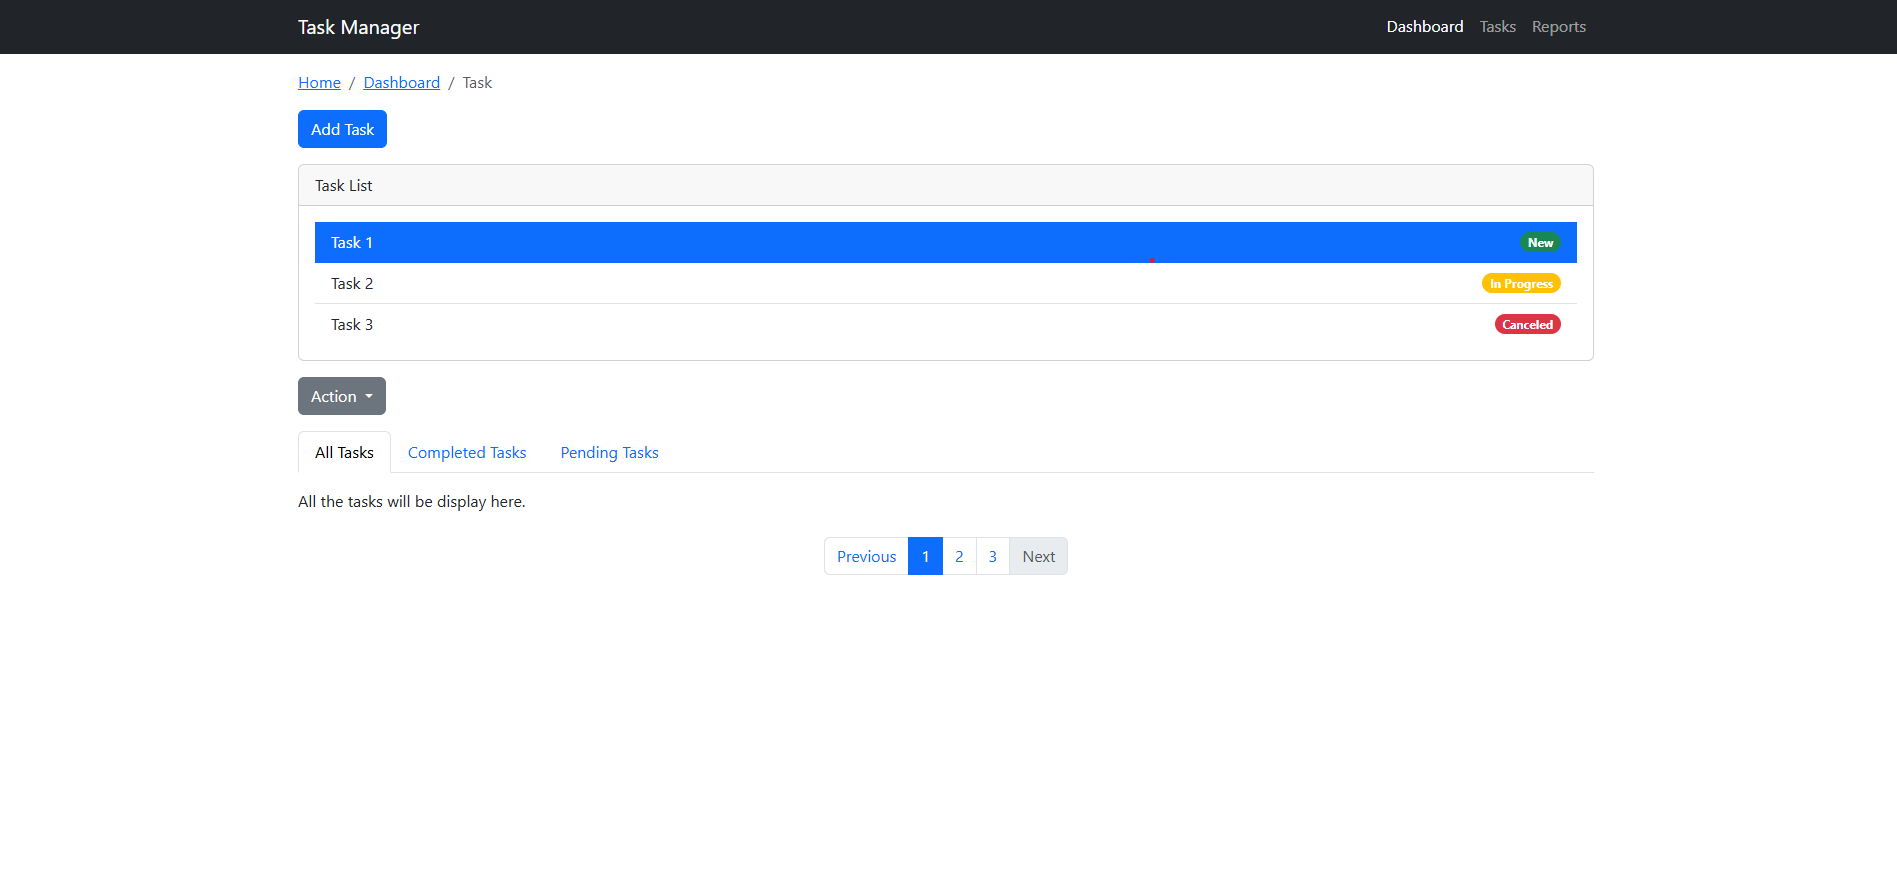 Task Manager Dashboard Tasks Reports
Home / Dashboard / Task
Add Task
Task List
Task 1 New
Task 2 In Progress
Task 3 Canceled
Action
All Tasks Completed Tasks Pending Tasks
All the tasks will be display here.
Previous 1 2 3 Next